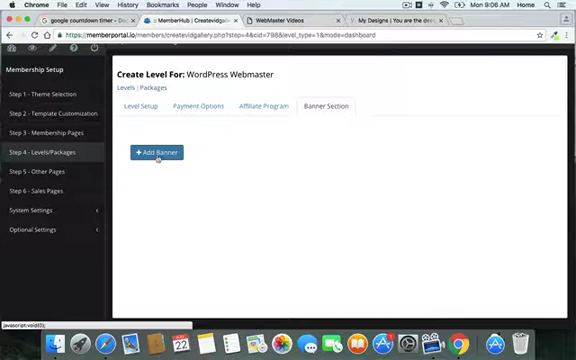 Chrome File Edit View History Bookmarks People Window Help
Mon 9:06 AM Home
google countdown timer - Doc
MemberHub | Createvidgallery
WebMaster Videos
My Designs | You are the des
https://memberportal.io/members/createvidgallery.php?step=4&cid=798&level_type=1&mode=dashboard
Membership Setup
Step 1 - Theme Selection
Step 2 - Template Customization
Step 3 - Membership Pages
Step 4 - Levels/Packages
Step 5 - Other Pages
Step 6 - Sales Pages
System Settings
Optional Settings
Create Level For: WordPress Webmaster
Levels | Packages
Level Setup
Payment Options
Affiliate Program
Banner Section
+ Add Banner
javascript:void(0);
22